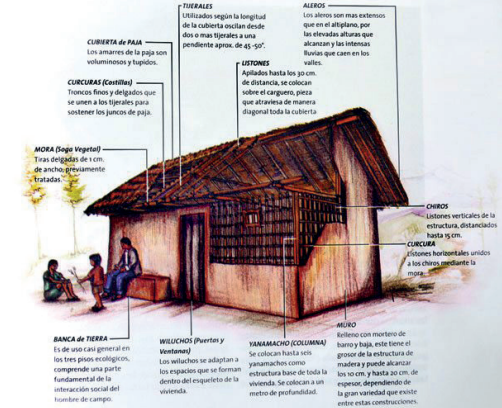 TIJERALES
Utilizados según la longitud
de la cubierta oscilan desde
dos o mas tijerales a una
pendiente aprox. de 45 -50°.
ALEROS
Los aleros son mas extensos
que en el altiplano, por
las elevadas alturas que
alcanzan y las intensas
lluvias que caen en los
valles.
CUBIERTA de PAJA
Los amarres de la paja son
voluminosos y tupidos.
LISTONES
Apilados hasta los 30 cm.
de distancia, se colocan
sobre el carguero, pieza
que atraviesa de manera
diagonal toda la cubierta
CURCURAS (Costillas)
Troncos finos y delgados que
se unen a los tijerales para
sostener los juncos de paja.
MORA (Soga Vegetal)
Tiras delgadas de 1 cm.
de ancho, previamente
tratadas.
CHIROS
Listones verticales de la
estructura, distanciados
hasta 15 cm.
CURCURA
Listones horizontales unidos
a los chiros mediante la
mora.
BANCA de TIERRA
Es de uso casi general en
los tres pisos ecológicos,
comprende una parte
fundamental de la
interacción social del
hombre de campo.
WILUCHOS (Puertas y
Ventanas)
Los wiluchos se adaptan a
los espacios que se forman
dentro del esqueleto de la
vivienda.
YANAMACHO (COLUMNA)
Se colocan hasta seis
yanamachos como
estructura base de toda la
vivienda. Se colocan a un
metro de profundidad.
MURO
Relleno con mortero de
barro y baja, este tiene el
grosor de la estructura de
madera y puede alcanzar
los 10 cm. y hasta 20 cm. de
espesor, dependiendo de
la gran variedad que existe
entre estas construcciones.